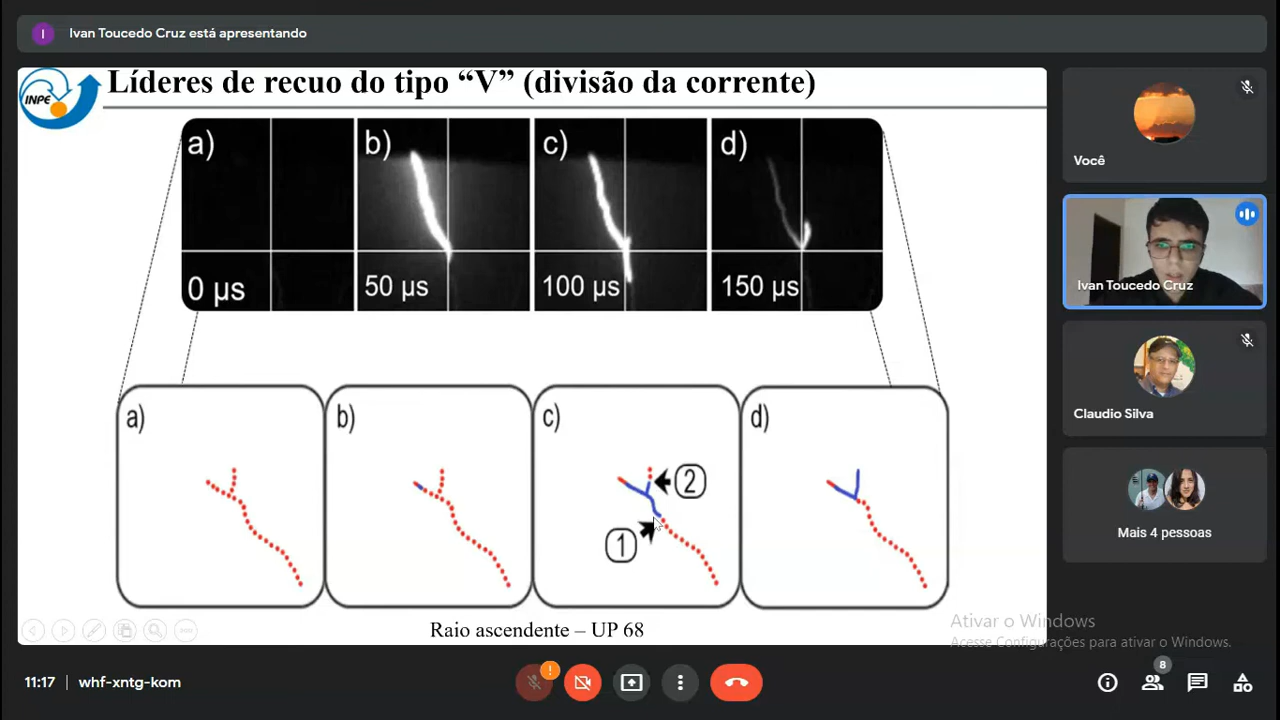 I
Ivan Toucedo Cruz está apresentando
INPE
Líderes de recuo do tipo “V” (divisão da corrente)
a)
b)
c)
d)
0 µs
50 µs
100 µs
150 µs
a)
b)
c)
d)
2
1
Raio ascendente – UP 68
Você
Ivan Toucedo Cruz
Claudio Silva
Mais 4 pessoas
Ativar o Windows
Acesse Configurações para ativar o Windows.
11:17 | whf-xntg-kom
!
8